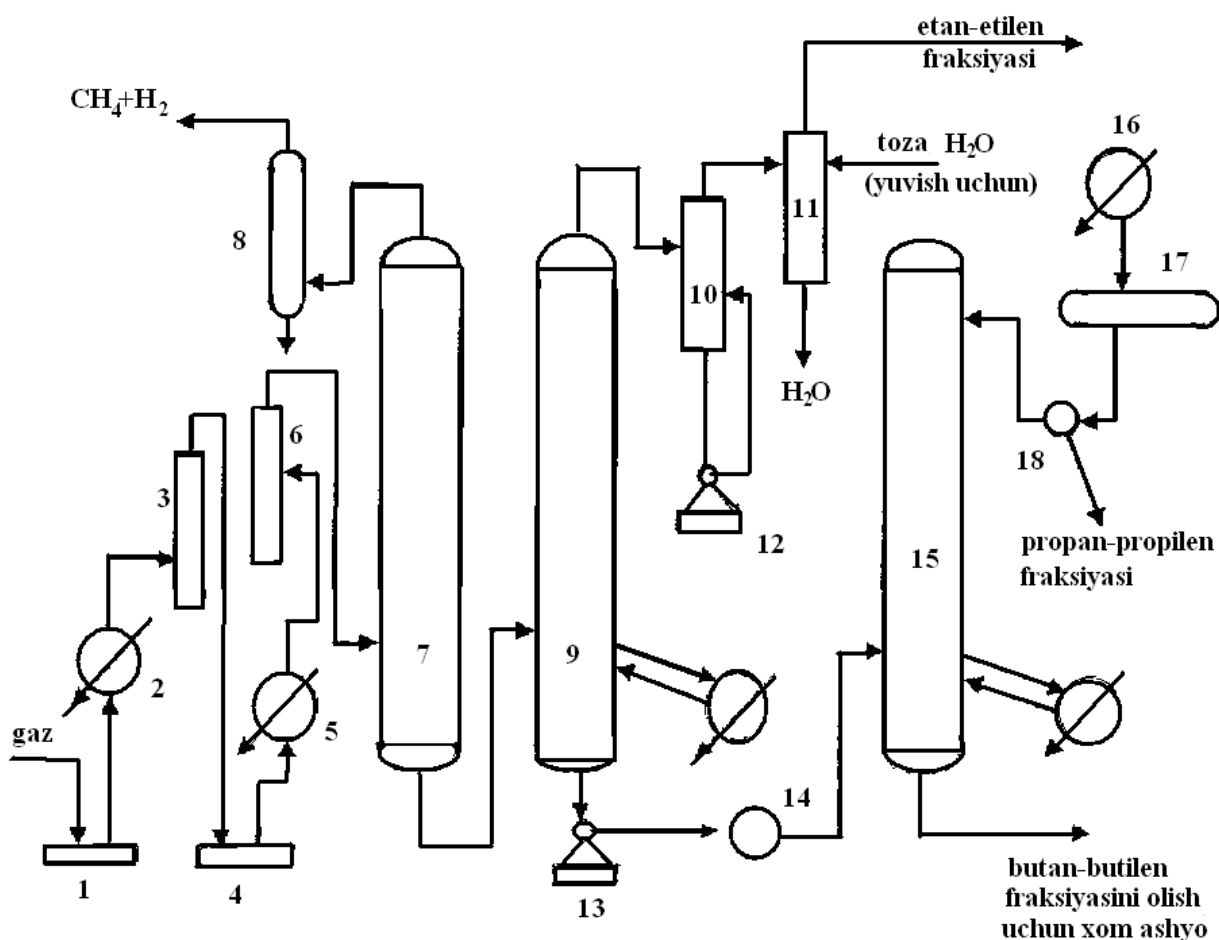 etan-etilen
fraksiyasi
CH₄+H₂
16
toza H₂O
(yuvish uchun)
11
8
17
10
H₂O
6
18
3
12
propan-propilen
fraksiyasi
15
7
9
2
5
gaz
14
1
4
13
butan-butilen
fraksiyasini olish
uchun xom ashyo